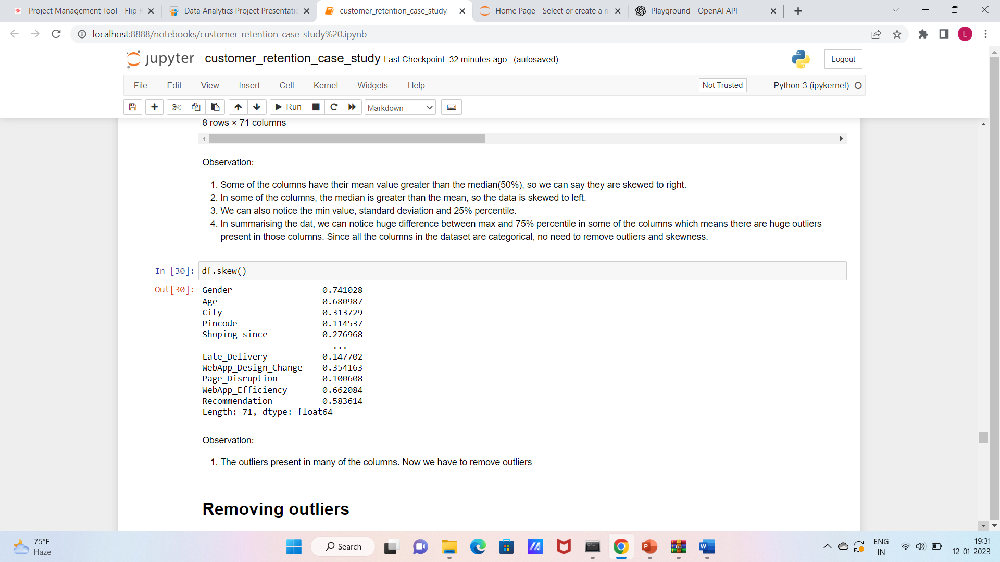 Project Management Tool - Flip R
Data Analytics Project Presentatio
customer_retention_case_study -
Home Page - Select or create a n
Playground - OpenAI API
localhost:8888/notebooks/customer_retention_case_study%20.ipynb
L
jupyter customer_retention_case_study Last Checkpoint: 32 minutes ago (autosaved)
Logout
File Edit View Insert Cell Kernel Widgets Help
Not Trusted
Python 3 (ipykernel)
Run
Markdown
8 rows × 71 columns
Observation:
1. Some of the columns have their mean value greater than the median(50%), so we can say they are skewed to right.
2. In some of the columns, the median is greater than the mean, so the data is skewed to left.
3. We can also notice the min value, standard deviation and 25% percentile.
4. In summarising the dat, we can notice huge difference between max and 75% percentile in some of the columns which means there are huge outliers
present in those columns. Since all the columns in the dataset are categorical, no need to remove outliers and skewness.
In [30]: df.skew()
Out[30]: Gender 0.741028
Age 0.680987
City 0.313729
Pincode 0.114537
Shoping_since -0.276968
...
Late_Delivery -0.147702
WebApp_Design_Change 0.354163
Page_Disruption -0.100608
WebApp_Efficiency 0.662084
Recommendation 0.583614
Length: 71, dtype: float64
Observation:
1. The outliers present in many of the columns. Now we have to remove outliers
Removing outliers
75°F
Haze
Search
ENG
IN
19:31
12-01-2023